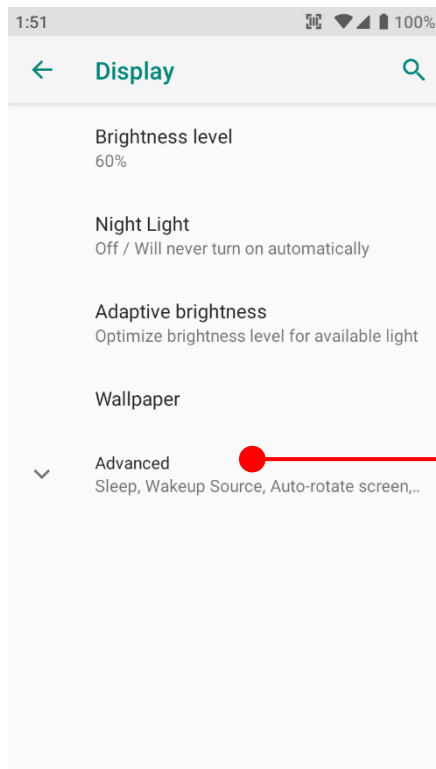 1:51 100%
Display
Brightness level
60%
Night Light
Off / Will never turn on automatically
Adaptive brightness
Optimize brightness level for available light
Wallpaper
Advanced
Sleep, Wakeup Source, Auto-rotate screen,..